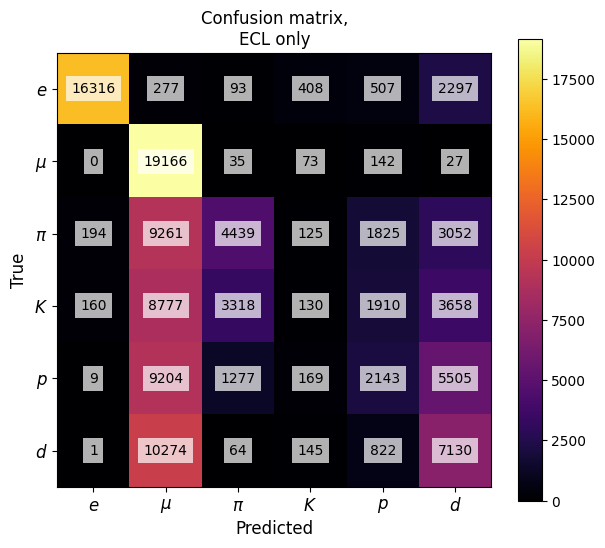 Confusion matrix,
ECL only
e 16316 277 93 408 507 2297
μ 0 19166 35 73 142 27
π 194 9261 4439 125 1825 3052
K 160 8777 3318 130 1910 3658
p 9 9204 1277 169 2143 5505
d 1 10274 64 145 822 7130
e μ π K p d
True
Predicted
17500
15000
12500
10000
7500
5000
2500
0